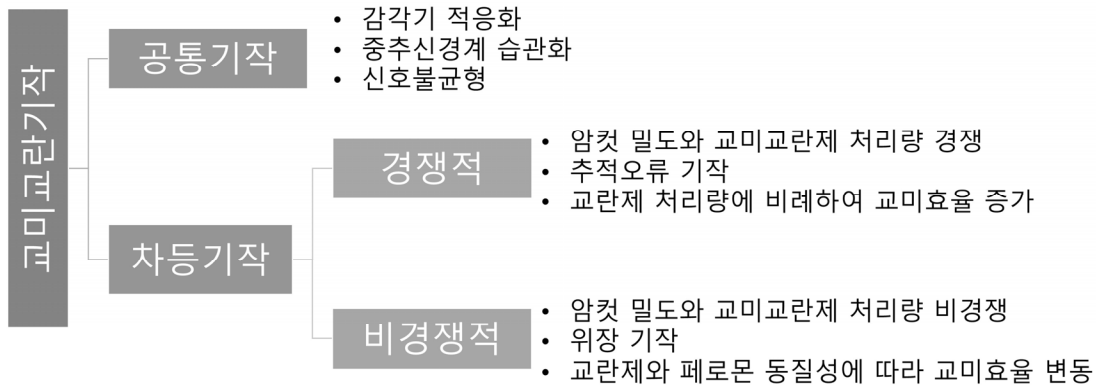 교미교란기작
공통기작
• 감각기 적응화
• 중추신경계 습관화
• 신호불균형
차등기작
경쟁적
• 암컷 밀도와 교미교란제 처리량 경쟁
• 추적오류 기작
• 교란제 처리량에 비례하여 교미효율 증가
비경쟁적
• 암컷 밀도와 교미교란제 처리량 비경쟁
• 위장 기작
• 교란제와 페로몬 동질성에 따라 교미효율 변동